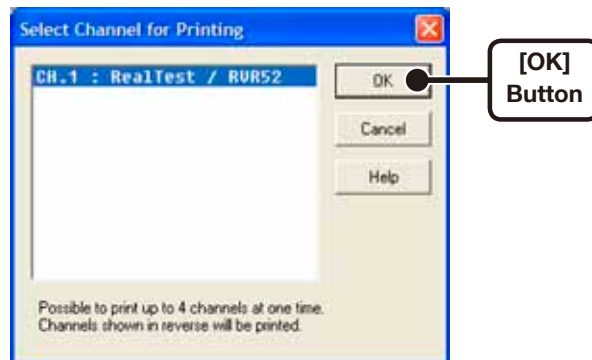 Select Channel for Printing
CH.1 : RealTest / RVR52
OK
Cancel
Help
[OK]
Button
Possible to print up to 4 channels at one time.
Channels shown in reverse will be printed.